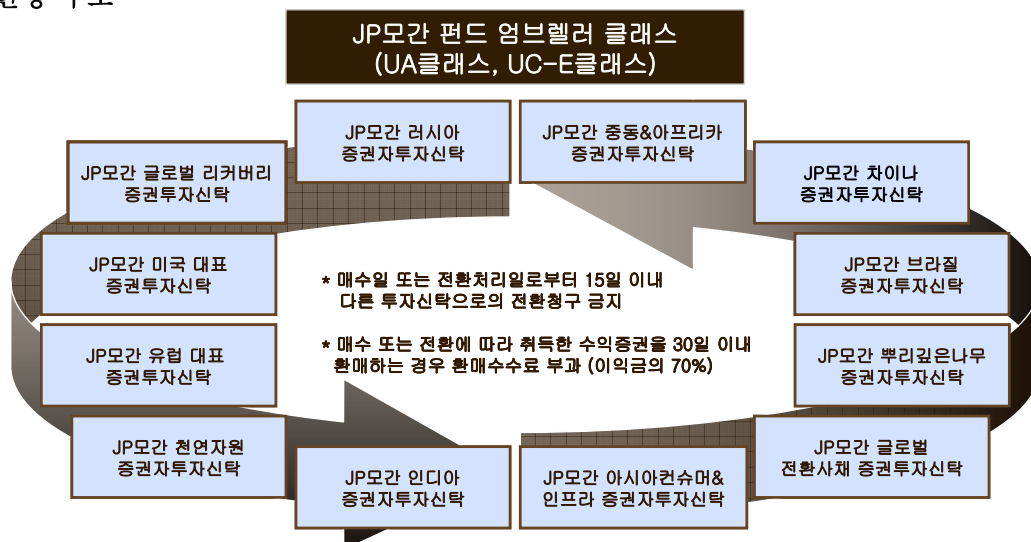 JP모간 펀드 엄브렐러 클래스
(UA클래스, UC-E클래스)
JP모간 러시아
증권자투자신탁
JP모간 중동&아프리카
증권자투자신탁
JP모간 글로벌 리커버리
증권투자신탁
JP모간 차이나
증권자투자신탁
JP모간 미국 대표
증권투자신탁
JP모간 브라질
증권자투자신탁
* 매수일 또는 전환처리일로부터 15일 이내
다른 투자신탁으로의 전환청구 금지
* 매수 또는 전환에 따라 취득한 수익증권을 30일 이내
환매하는 경우 환매수수료 부과 (이익금의 70%)
JP모간 유럽 대표
증권투자신탁
JP모간 뿌리깊은나무
증권자투자신탁
JP모간 천연자원
증권자투자신탁
JP모간 글로벌
전환사채 증권투자신탁
JP모간 인디아
증권자투자신탁
JP모간 아시아컨슈머&
인프라 증권자투자신탁